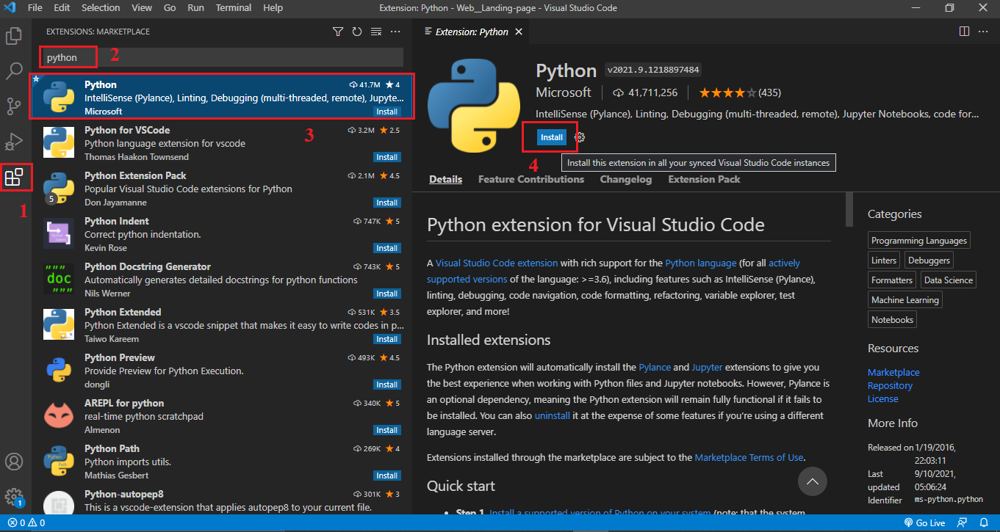 File Edit Selection View Go Run Terminal Help
Extension: Python - Web__Landing-page - Visual Studio Code
EXTENSIONS: MARKETPLACE
python
2
Python 41.7M ★ 4
IntelliSense (Pylance), Linting, Debugging (multi-threaded, remote), Jupyte...
Microsoft Install
Python for VSCode 3.2M ★ 2.5
Python language extension for vscode
Thomas Haakon Townsend Install
3
Python Extension Pack 2.1M ★ 4.5
Popular Visual Studio Code extensions for Python
5
Don Jayamanne Install
1
Python Indent 747K ★ 5
Correct python indentation.
Kevin Rose Install
Python Docstring Generator 743K ★ 5
"""
doc
"""
Automatically generates detailed docstrings for python functions
Nils Werner Install
Python Extended 531K ★ 3.5
Python Extended is a vscode snippet that makes it easy to write codes in p...
Taiwo Kareem Install
Python Preview 493K ★ 4.5
Provide Preview for Python Execution.
dongli Install
AREPL for python 340K ★ 5
real-time python scratchpad
Almenon Install
Python Path 269K ★ 4
Python imports utils.
Mathias Gesbert Install
Python-autopep8 301K ★ 3
This is a vscode-extension that applies autopep8 to your current file.
1
Extension: Python
Python v2021.9.1218897484
Microsoft 41,711,256 ★★★★☆ (435)
IntelliSense (Pylance), Linting, Debugging (multi-threaded, remote), Jupyter Notebooks, code for...
Install
4
Install this extension in all your synced Visual Studio Code instances
Details Feature Contributions Changelog Extension Pack
Python extension for Visual Studio Code
A Visual Studio Code extension with rich support for the Python language (for all actively
supported versions of the language: >=3.6), including features such as IntelliSense (Pylance),
linting, debugging, code navigation, code formatting, refactoring, variable explorer, test
explorer, and more!
Installed extensions
The Python extension will automatically install the Pylance and Jupyter extensions to give you
the best experience when working with Python files and Jupyter notebooks. However, Pylance is
an optional dependency, meaning the Python extension will remain fully functional if it fails to
be installed. You can also uninstall it at the expense of some features if you're using a different
language server.
Extensions installed through the marketplace are subject to the Marketplace Terms of Use.
Quick start
• Step 1. Install a supported version of Python on your system (note: that the system
Categories
Programming Languages
Linters Debuggers
Formatters Data Science
Machine Learning
Notebooks
Resources
Marketplace
Repository
License
More Info
Released on 1/19/2016,
22:03:11
Last 9/10/2021,
updated 05:06:24
Identifier ms-python.python
0 0
Go Live